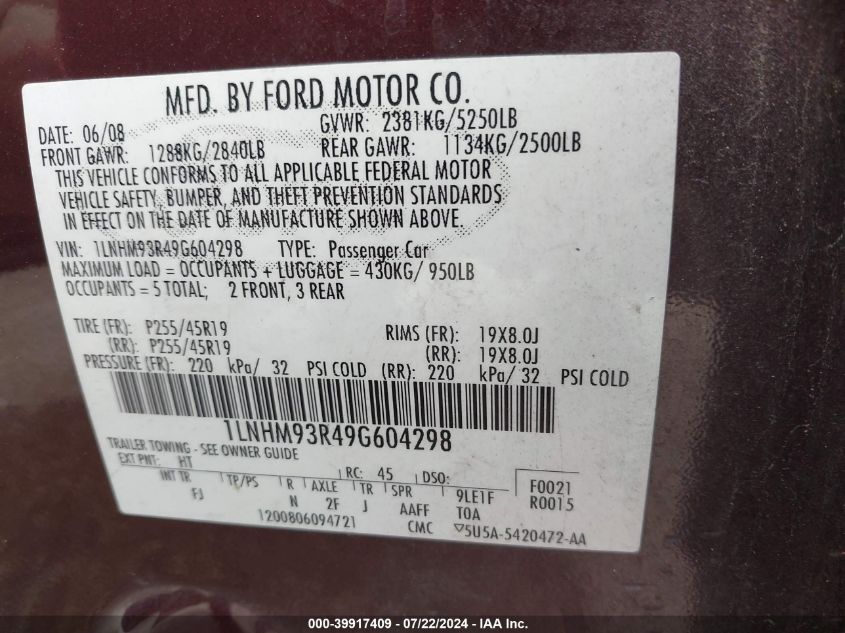 MFD. BY FORD MOTOR CO.
DATE: 06/08 GVWR: 2381KG/5250LB
FRONT GAWR: 1288KG/2840LB REAR GAWR: 1134KG/2500LB
THIS VEHICLE CONFORMS TO ALL APPLICABLE FEDERAL MOTOR
VEHICLE SAFETY, BUMPER, AND THEFT PREVENTION STANDARDS
IN EFFECT ON THE DATE OF MANUFACTURE SHOWN ABOVE.
VIN: 1LNHM93R49G604298 TYPE: Passenger Car
MAXIMUM LOAD = OCCUPANTS + LUGGAGE = 430KG/ 950LB
OCCUPANTS = 5 TOTAL; 2 FRONT, 3 REAR
TIRE (FR): P255/45R19 RIMS (FR): 19X8.0J
(RR): P255/45R19 (RR): 19X8.0J
PRESSURE (FR): 220 kPa/ 32 PSI COLD (RR): 220 kPa/ 32 PSI COLD
1LNHM93R49G604298
TRAILER TOWING - SEE OWNER GUIDE
EXT PNT: HT RC: 45 DSO: F0021
INT TR TP/PS R AXLE TR SPR 9LE1F R0015
FJ N 2F J AAFF TOA
1200806094721 CMC ▽5U5A-5420472-AA
000-39917409 - 07/22/2024 - IAA Inc.